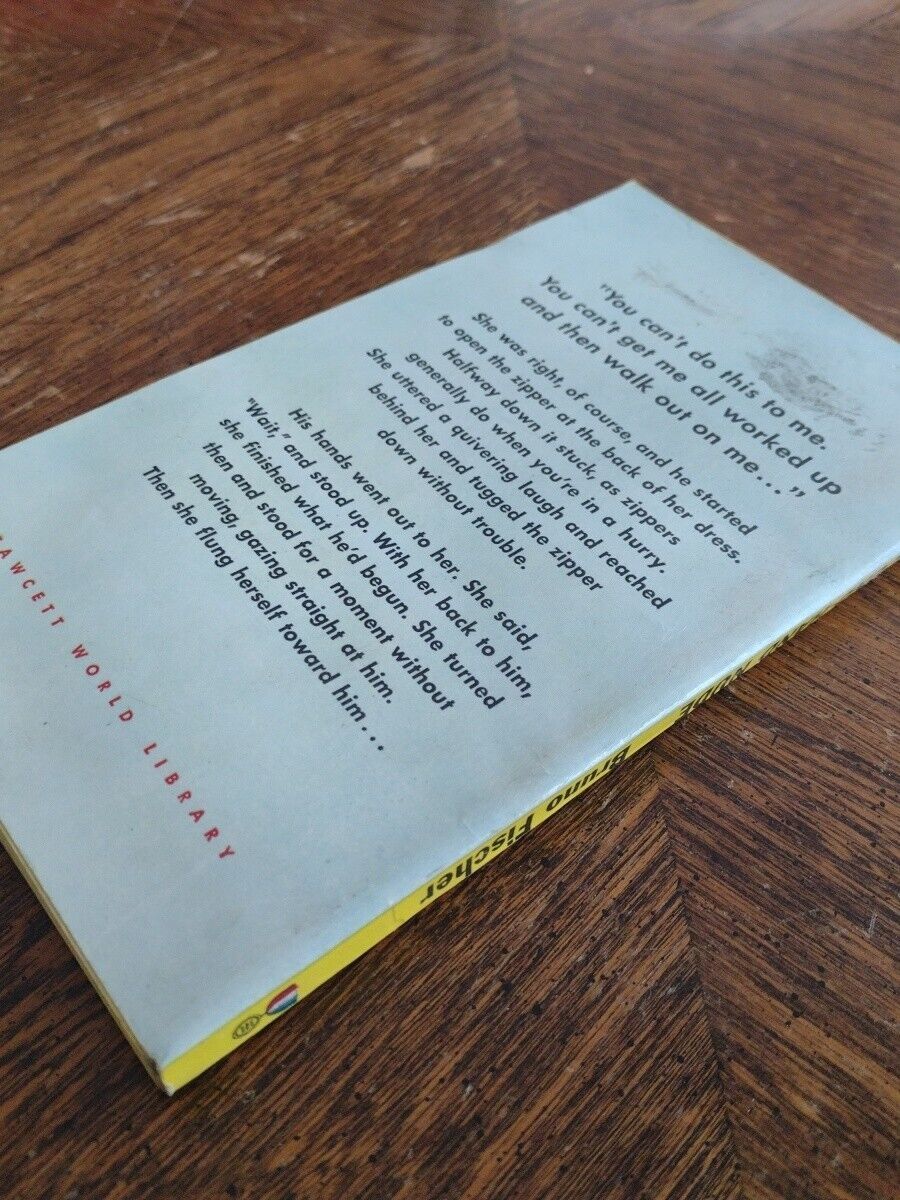 "You can't do this to me.
You can't get me all worked up
and then walk out on me..."
She was right, of course, and he started
to open the zipper at the back of her dress.
Halfway down it stuck, as zippers
generally do when you're in a hurry.
She uttered a quivering laugh and reached
behind her and tugged the zipper
down without trouble.
His hands went out to her. She said,
"Wait," and stood up. With her back to him,
she finished what he'd begun. She turned
then and stood for a moment without
moving, gazing straight at him.
Then she flung herself toward him...
FAWCETT WORLD LIBRARY
Bruno Fischer